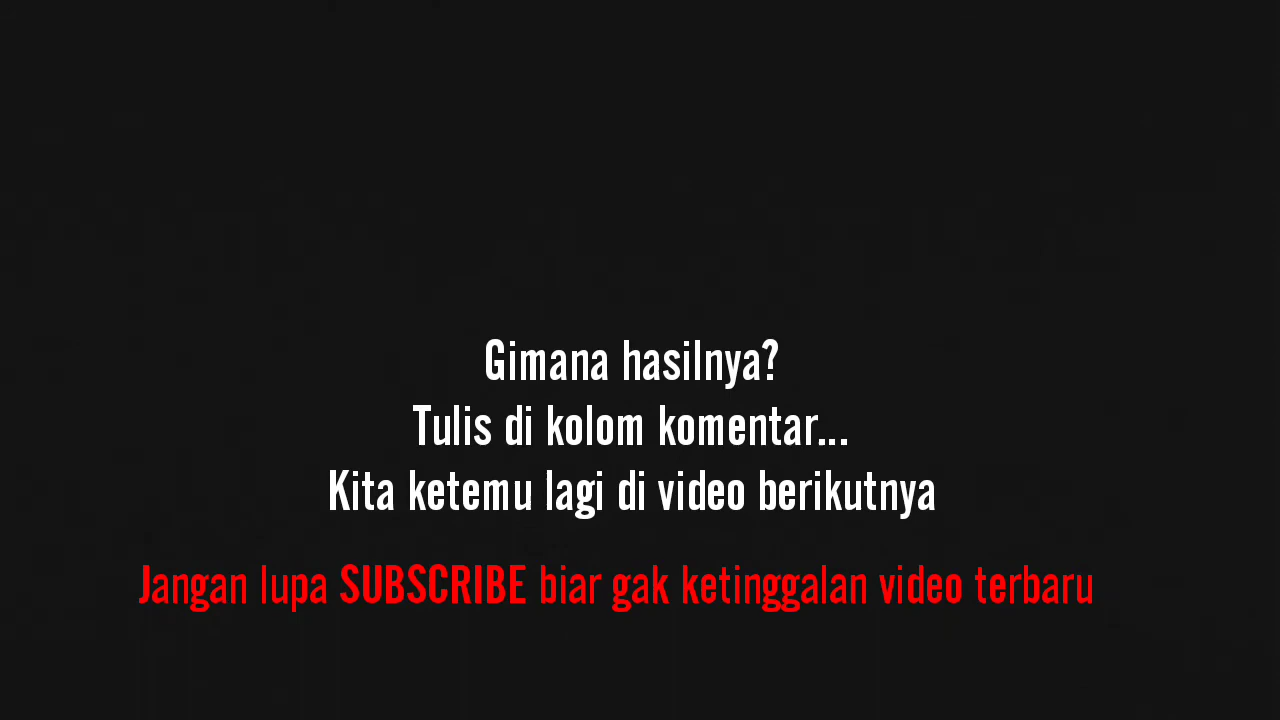 Gimana hasilnya?
Tulis di kolom komentar...
Kita ketemu lagi di video berikutnya
Jangan lupa SUBSCRIBE biar gak ketinggalan video terbaru